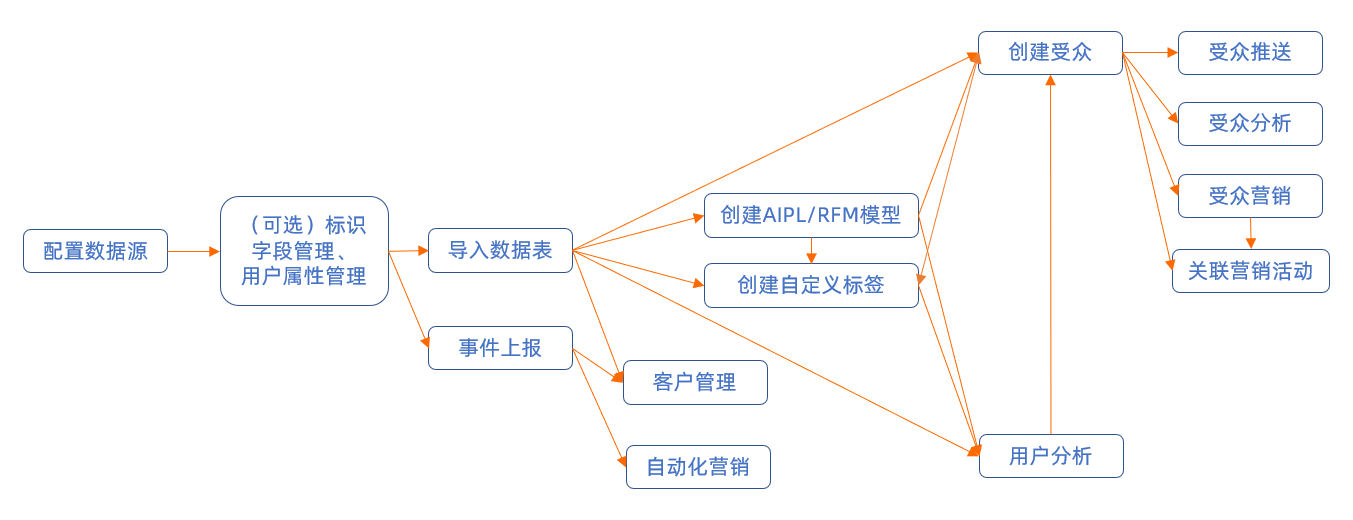 配置数据源
（可选）标识
字段管理、
用户属性管理
导入数据表
事件上报
创建AIPL/RFM模型
创建自定义标签
客户管理
自动化营销
创建受众
用户分析
受众推送
受众分析
受众营销
关联营销活动